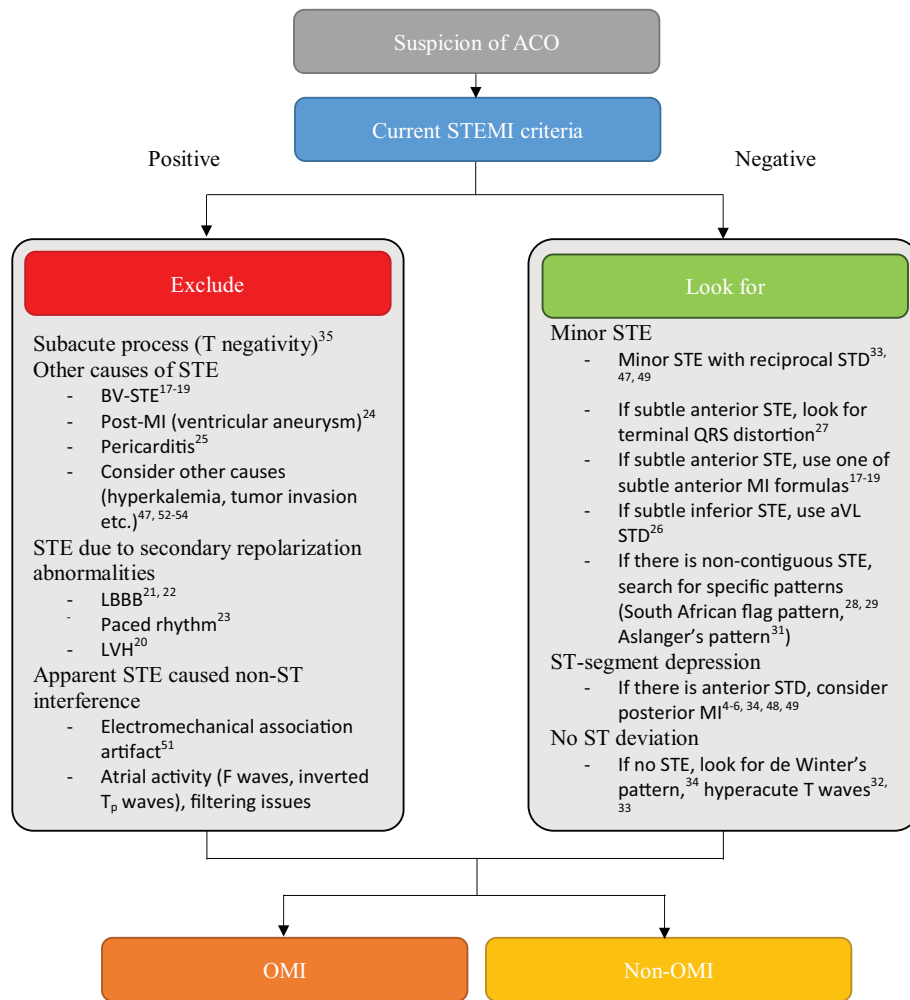 Suspicion of ACO
Current STEMI criteria
Positive
Negative
Exclude
Subacute process (T negativity)35
Other causes of STE
- BV-STE17-19
- Post-MI (ventricular aneurysm)24
- Pericarditis25
- Consider other causes
(hyperkalemia, tumor invasion
etc.)47, 52-54
STE due to secondary repolarization
abnormalities
- LBBB21, 22
- Paced rhythm23
- LVH20
Apparent STE caused non-ST
interference
- Electromechanical association
artifact51
- Atrial activity (F waves, inverted
Tp waves), filtering issues
Look for
Minor STE
- Minor STE with reciprocal STD33,
47, 49
- If subtle anterior STE, look for
terminal QRS distortion27
- If subtle anterior STE, use one of
subtle anterior MI formulas17-19
- If subtle inferior STE, use aVL
STD26
- If there is non-contiguous STE,
search for specific patterns
(South African flag pattern,28, 29
Aslanger's pattern31)
ST-segment depression
- If there is anterior STD, consider
posterior MI4-6, 34, 48, 49
No ST deviation
- If no STE, look for de Winter's
pattern,34 hyperacute T waves32,
33
OMI
Non-OMI